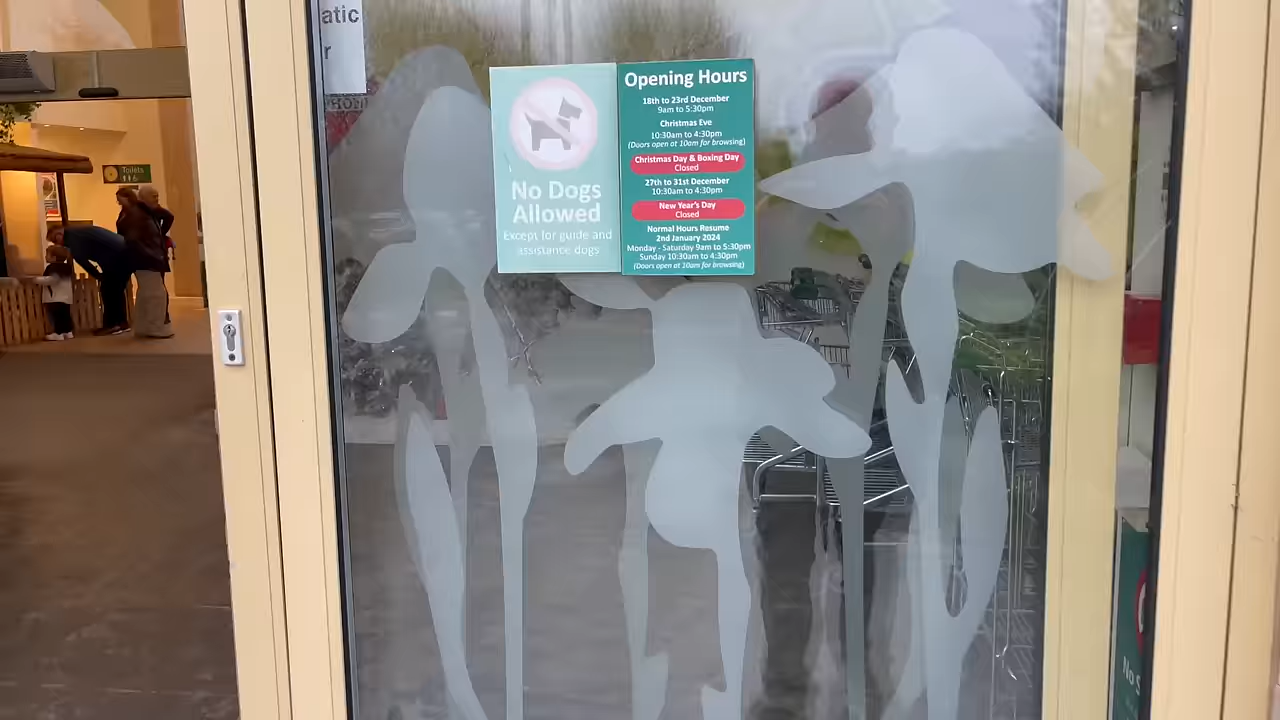 atic
r
Toilets
No Dogs
Allowed
Except for guide and
assistance dogs
Opening Hours
18th to 23rd December
9am to 5:30pm
Christmas Eve
10:30am to 4:30pm
(Doors open at 10am for browsing)
Christmas Day & Boxing Day
Closed
27th to 31st December
10:30am to 4:30pm
New Year's Day
Closed
Normal Hours Resume
2nd January 2024
Monday - Saturday 9am to 5:30pm
Sunday 10:30am to 4:30pm
(Doors open at 10am for browsing)
No S